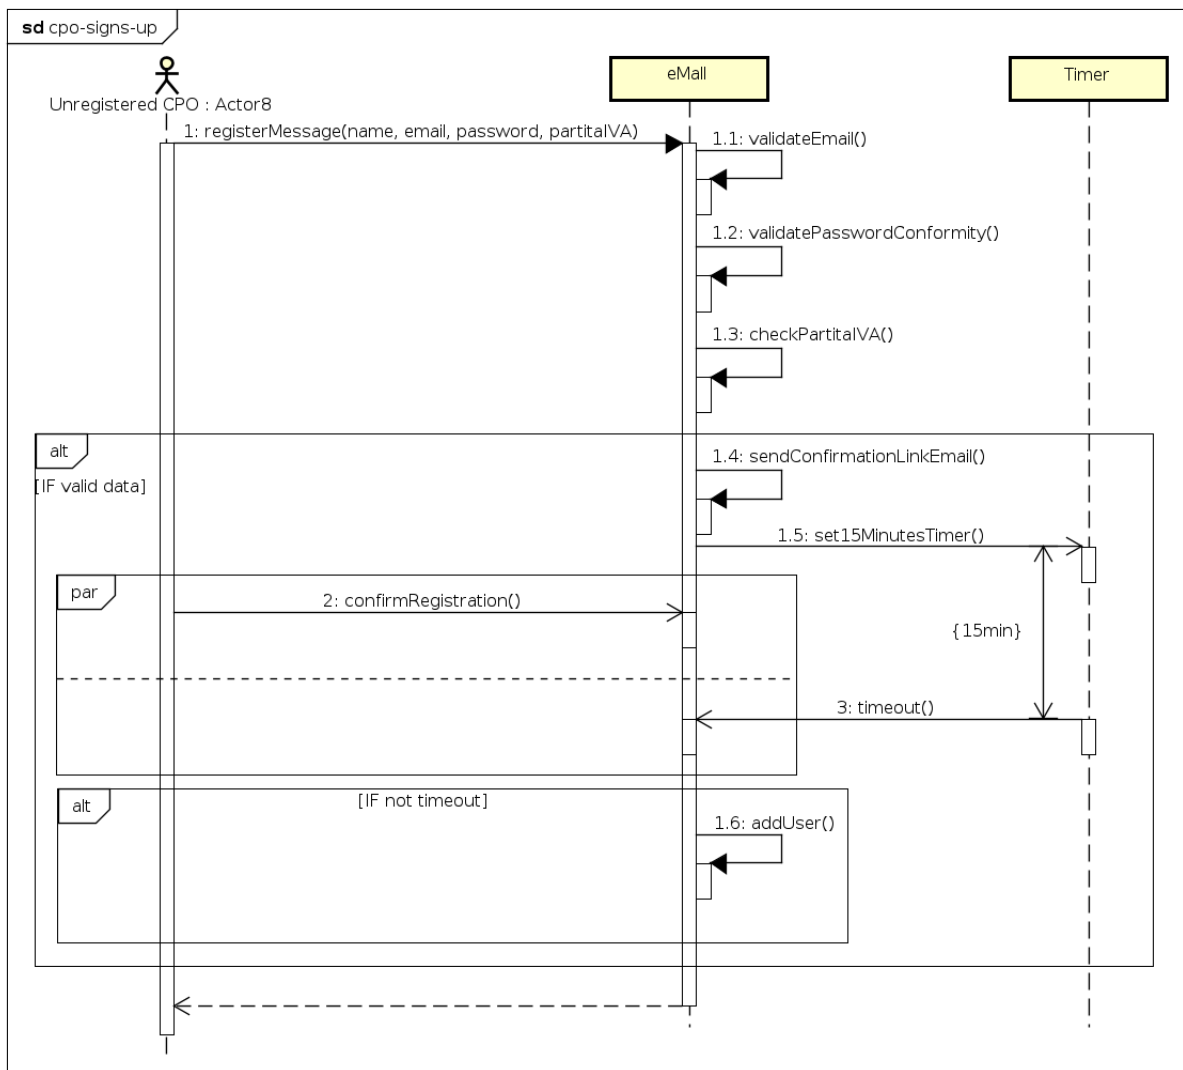 sd cpo-signs-up
Unregistered CPO : Actor8
eMall
Timer
1: registerMessage(name, email, password, partitaIVA)
1.1: validateEmail()
1.2: validatePasswordConformity()
1.3: checkPartitaIVA()
alt
[IF valid data]
1.4: sendConfirmationLinkEmail()
1.5: set15MinutesTimer()
par
2: confirmRegistration()
{15min}
3: timeout()
alt
[IF not timeout]
1.6: addUser()